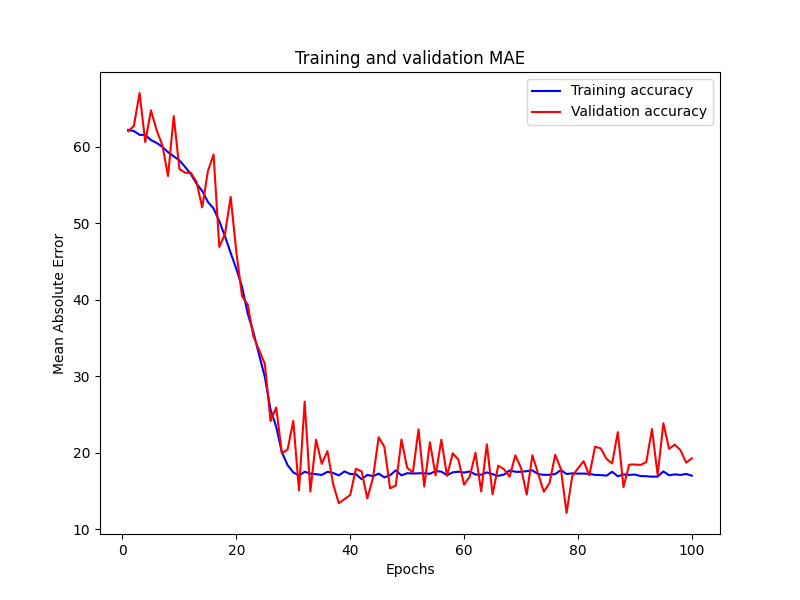 Training and validation MAE
Training accuracy
Validation accuracy
Mean Absolute Error
60
50
40
30
20
10
0
20
40
60
80
100
Epochs